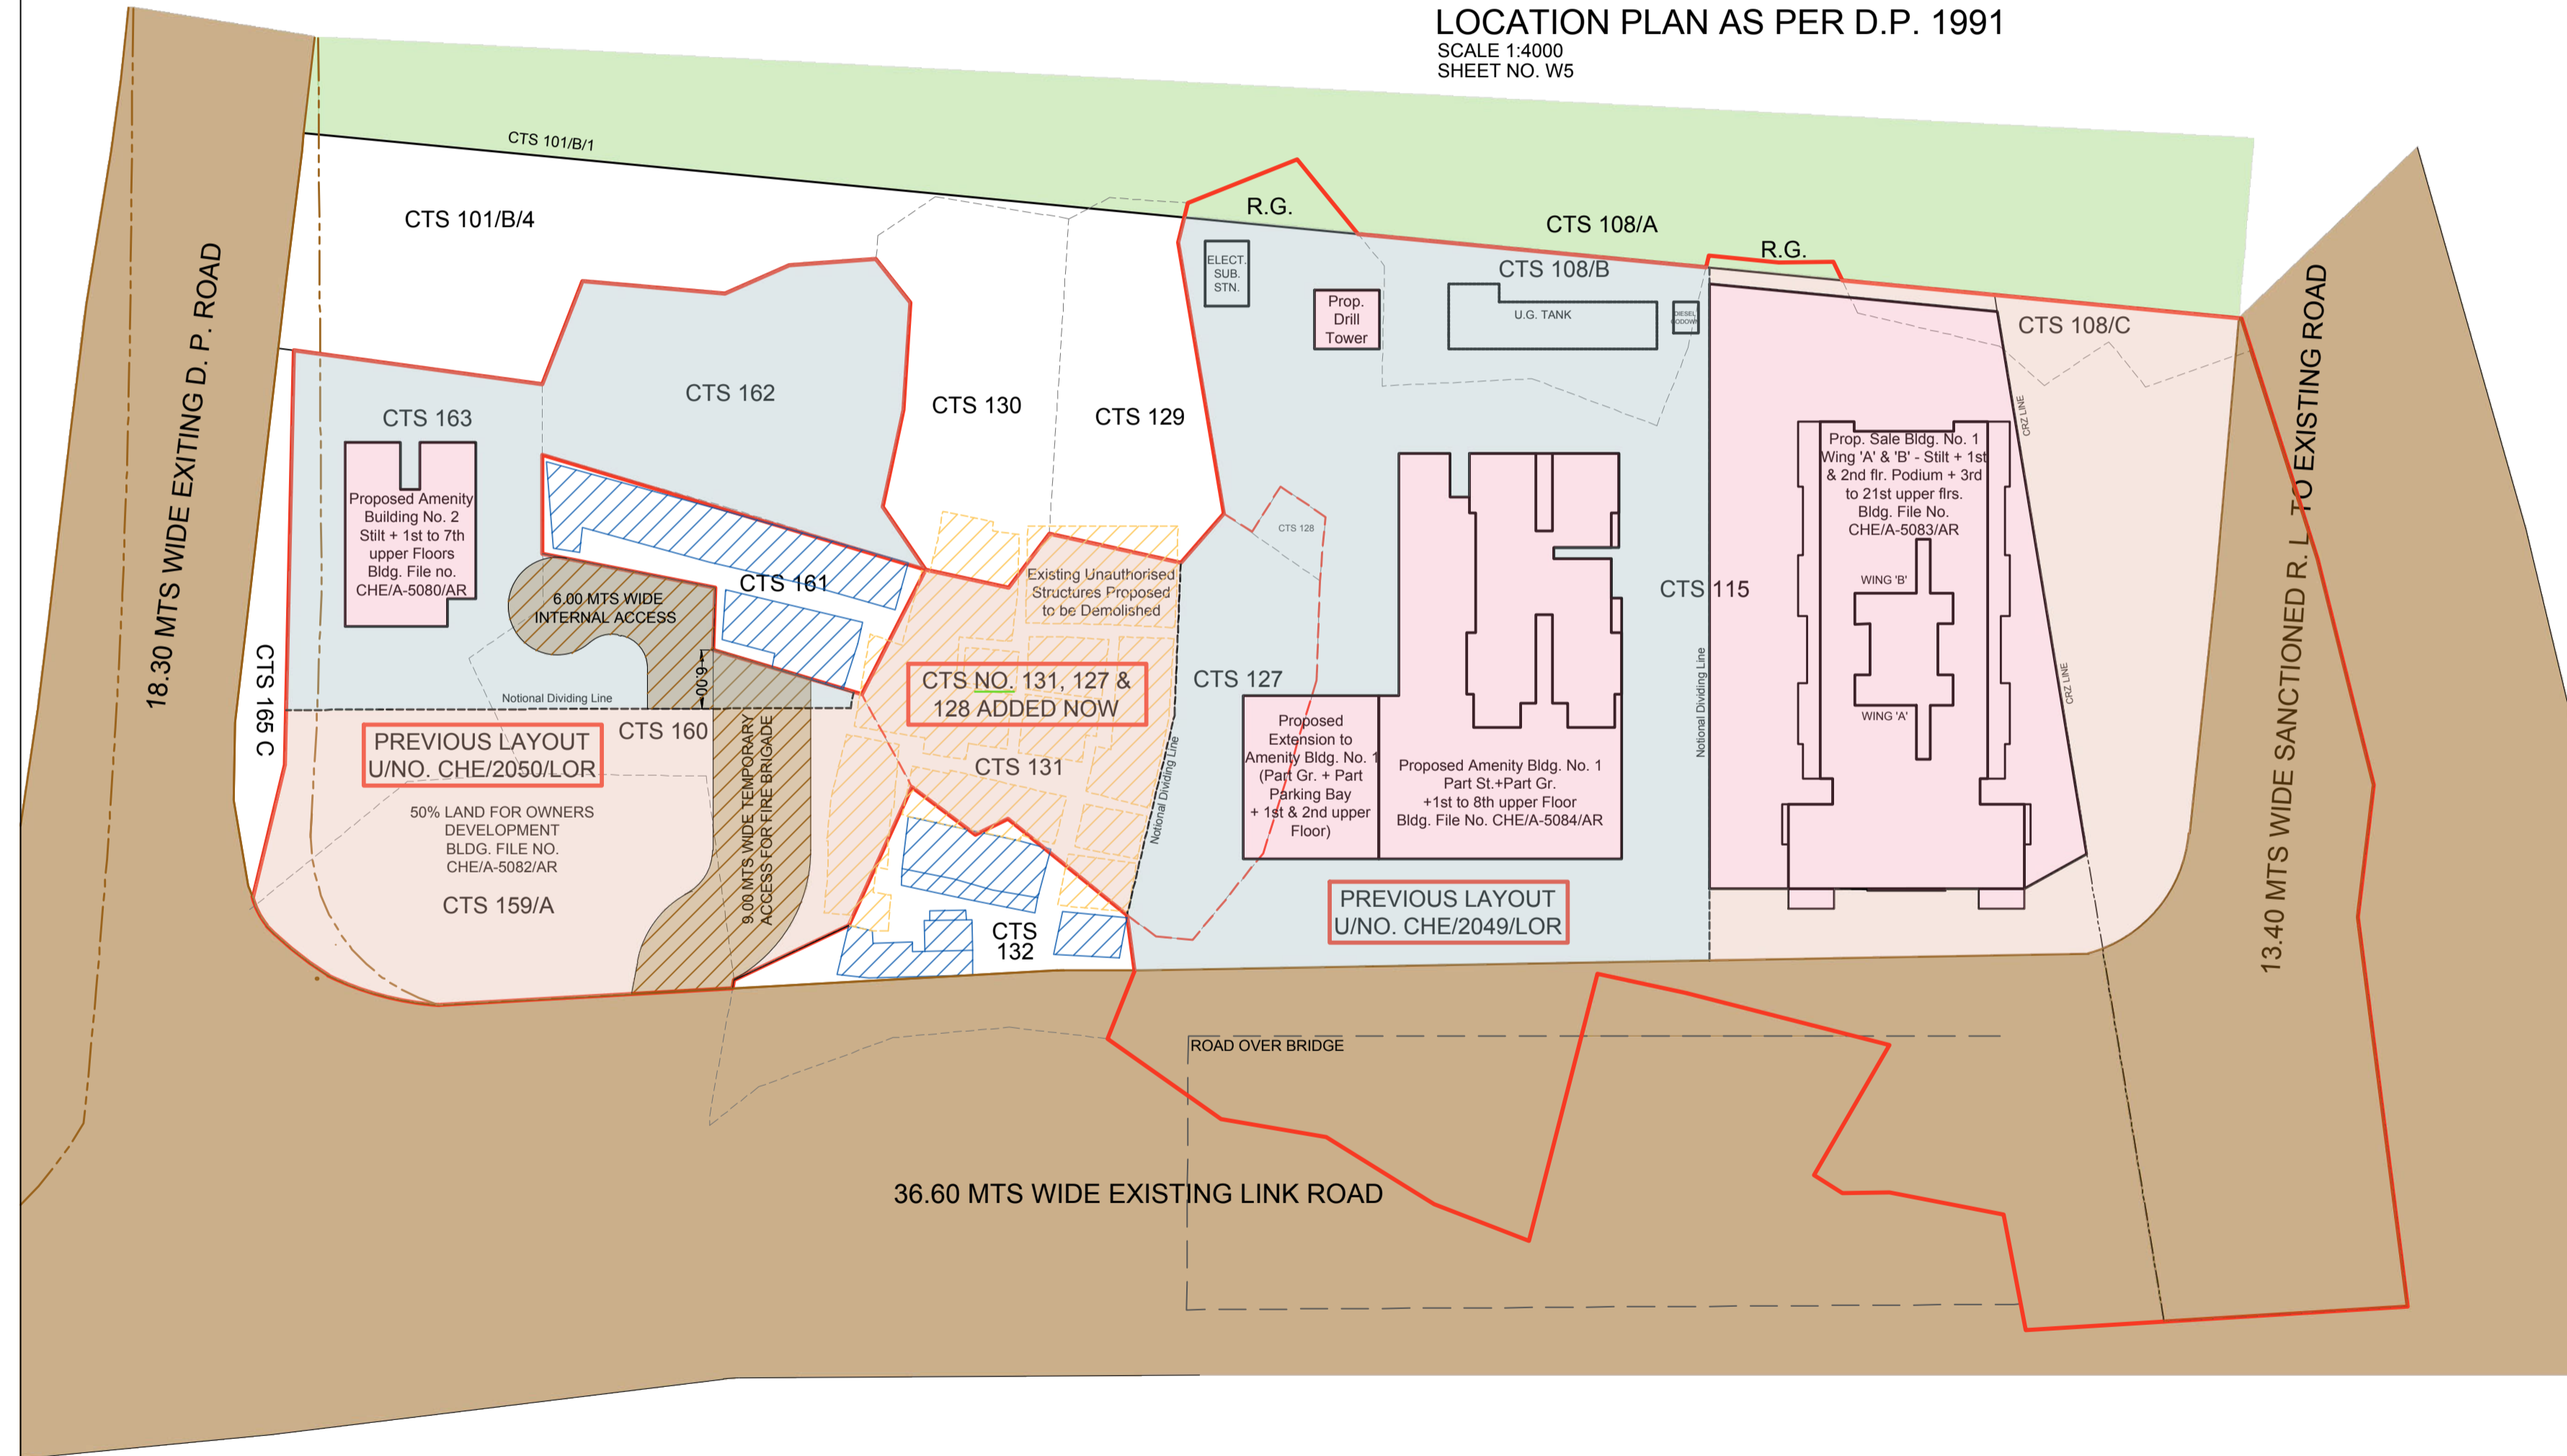 LOCATION PLAN AS PER D.P. 1991
SCALE 1:4000
SHEET NO. W5
CTS 101/B/1
CTS 101/B/4
R.G.
CTS 108/A
R.G.
ELECT.
SUB.
STN.
CTS 108/B
Prop.
Drill
Tower
U.G. TANK
DIESEL
GODOWN
CTS 108/C
CRZ LINE
18.30 MTS WIDE EXITING D. P. ROAD
CTS 163
CTS 162
CTS 130
CTS 129
Proposed Amenity
Building No. 2
Stilt + 1st to 7th
upper Floors
Bldg. File no.
CHE/A-5080/AR
6.00 MTS WIDE
INTERNAL ACCESS
CTS 161
6.00
Existing Unauthorised
Structures Proposed
to be Demolished
CTS 128
Prop. Sale Bldg. No. 1
Wing 'A' & 'B' - Stilt + 1st
& 2nd flr. Podium + 3rd
to 21st upper flrs.
Bldg. File No.
CHE/A-5083/AR
WING 'B'
WING 'A'
CTS 115
Notional Dividing Line
CRZ LINE
13.40 MTS WIDE SANCTIONED R. L. TO EXISTING ROAD
CTS 165 C
Notional Dividing Line
CTS 160
CTS NO. 131, 127 &
128 ADDED NOW
CTS 127
PREVIOUS LAYOUT
U/NO. CHE/2050/LOR
50% LAND FOR OWNERS
DEVELOPMENT
BLDG. FILE NO.
CHE/A-5082/AR
CTS 159/A
9.00 MTS WIDE TEMPORARY
ACCESS FOR FIRE BRIGADE
CTS 131
Notional Dividing Line
Proposed
Extension to
Amenity Bldg. No. 1
(Part Gr. + Part
Parking Bay
+ 1st & 2nd upper
Floor)
Proposed Amenity Bldg. No. 1
Part St.+Part Gr.
+1st to 8th upper Floor
Bldg. File No. CHE/A-5084/AR
CTS
132
PREVIOUS LAYOUT
U/NO. CHE/2049/LOR
ROAD OVER BRIDGE
36.60 MTS WIDE EXISTING LINK ROAD